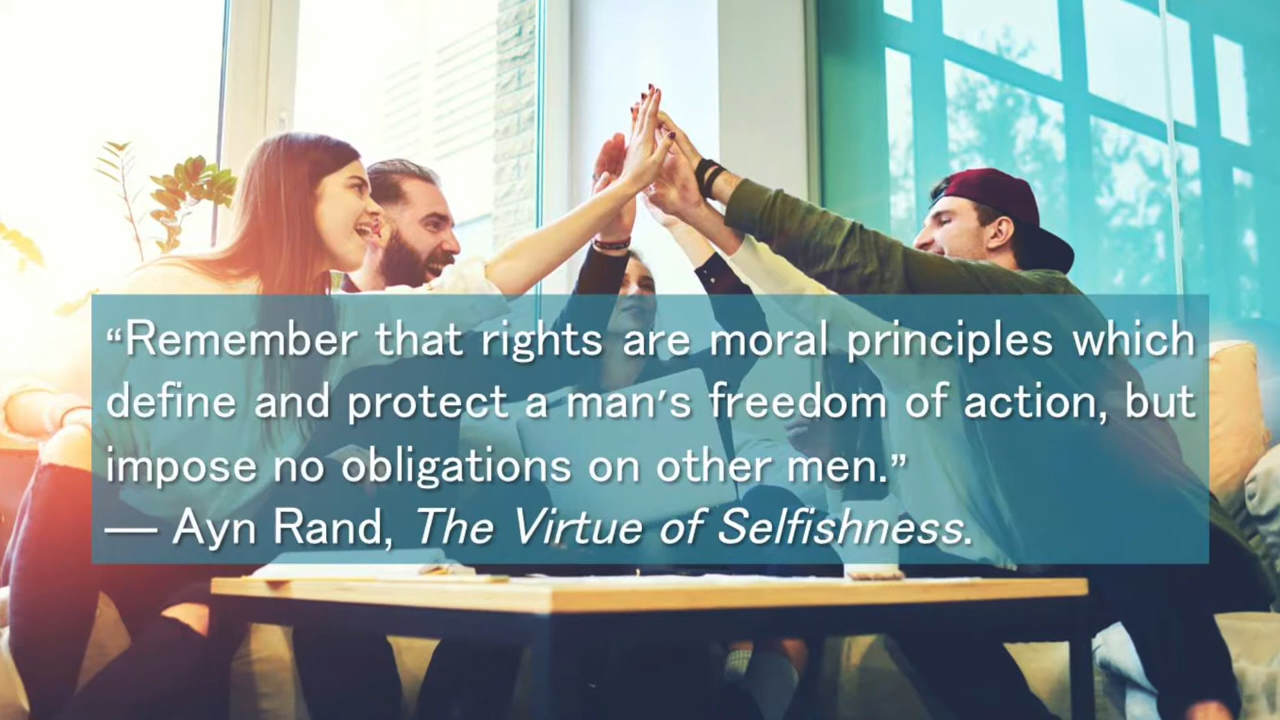 “Remember that rights are moral principles which
define and protect a man’s freedom of action, but
impose no obligations on other men.”
— Ayn Rand, The Virtue of Selfishness.